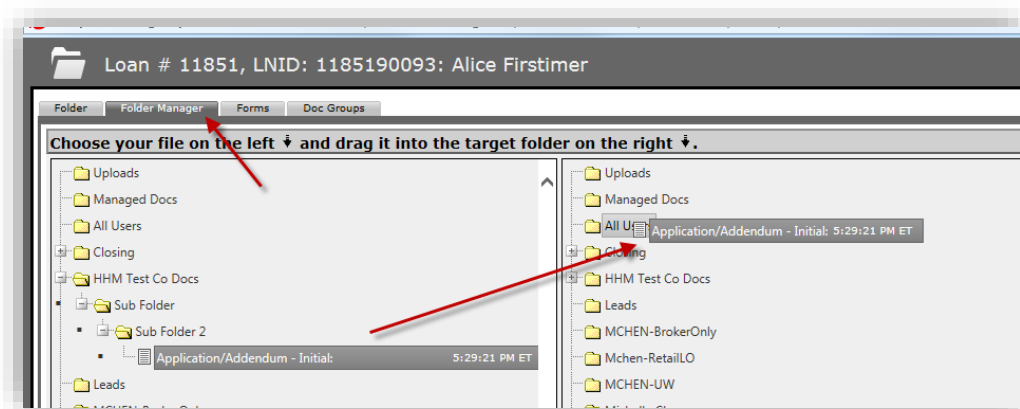 Loan # 11851, LNID: 1185190093: Alice Firstimer
Folder Folder Manager Forms Doc Groups
Choose your file on the left and drag it into the target folder on the right .
Uploads
Managed Docs
All Users
Closing
HHM Test Co Docs
Sub Folder
Sub Folder 2
Application/Addendum - Initial: 5:29:21 PM ET
Leads
Uploads
Managed Docs
All Us
Application/Addendum - Initial: 5:29:21 PM ET
Closing
HHM Test Co Docs
Leads
MCHEN-BrokerOnly
Mchen-RetailLO
MCHEN-UW